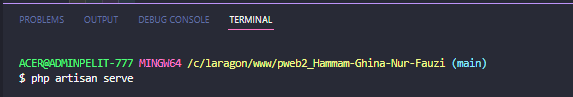 PROBLEMS OUTPUT DEBUG CONSOLE TERMINAL
ACER@ADMINPELIT-777 MINGW64 /c/laragon/www/pweb2_Hammam-Ghina-Nur-Fauzi (main)
$ php artisan serve